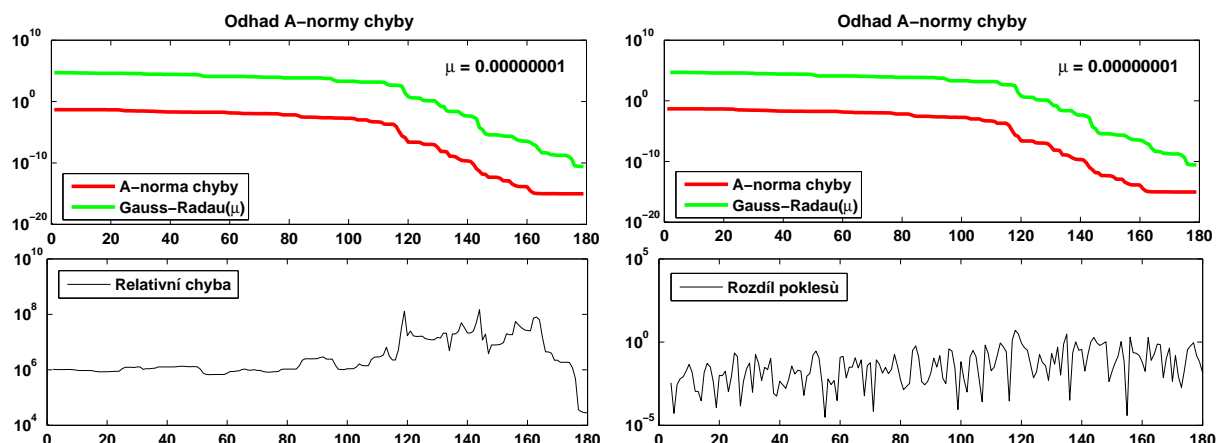 Odhad A−normy chyby
10^10
10^0
10^−10
10^−20
μ = 0.00000001
A−norma chyby
Gauss−Radau(μ)
0 20 40 60 80 100 120 140 160 180
10^10
10^8
10^6
10^4
Relativní chyba
0 20 40 60 80 100 120 140 160 180
Odhad A−normy chyby
10^10
10^0
10^−10
10^−20
μ = 0.00000001
A−norma chyby
Gauss−Radau(μ)
0 20 40 60 80 100 120 140 160 180
10^5
10^0
10^−5
Rozdíl poklesù
0 20 40 60 80 100 120 140 160 180